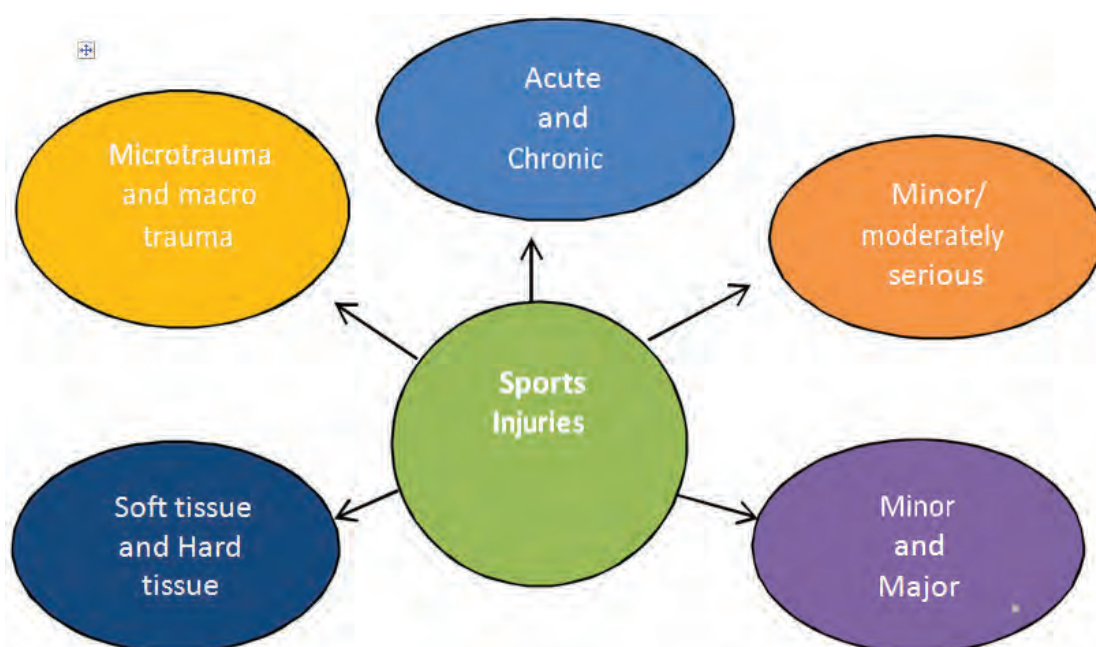 Acute
and
Chronic
Microtrauma
and macro
trauma
Minor/
moderately
serious
Sports
Injuries
Soft tissue
and Hard
tissue
Minor
and
Major